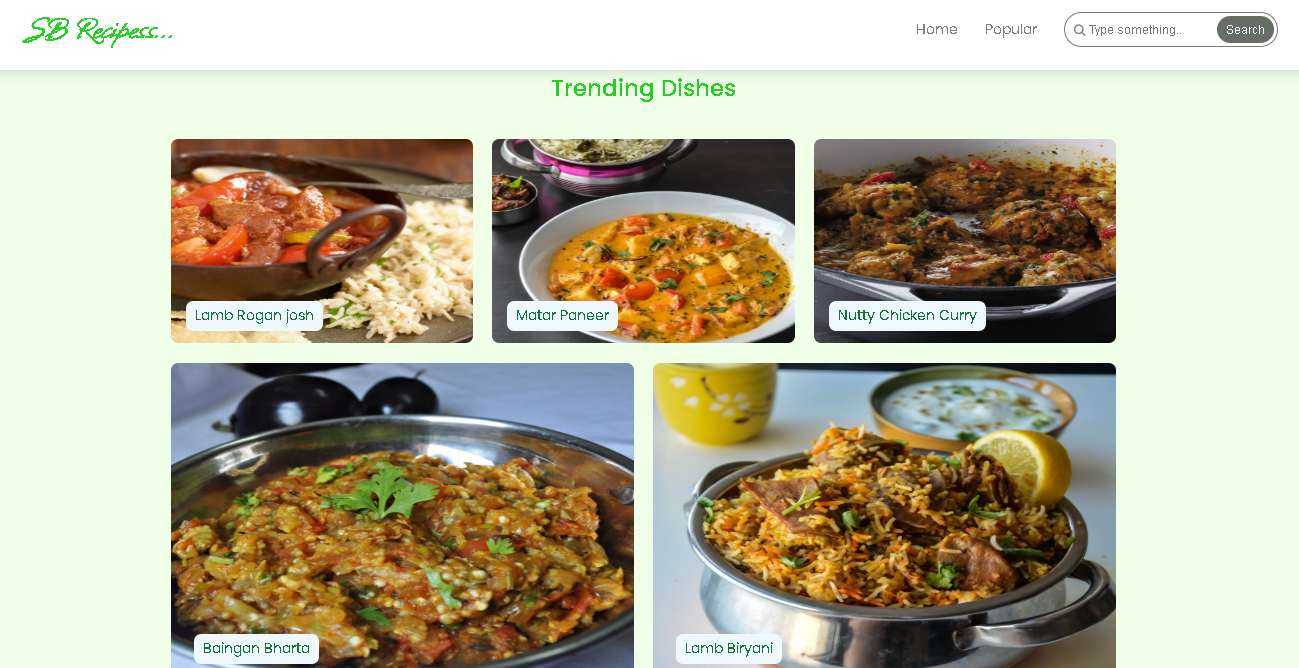 SB Recipess...
Home Popular Type something.. Search
Trending Dishes
Lamb Rogan josh
Matar Paneer
Nutty Chicken Curry
Baingan Bharta
Lamb Biryani